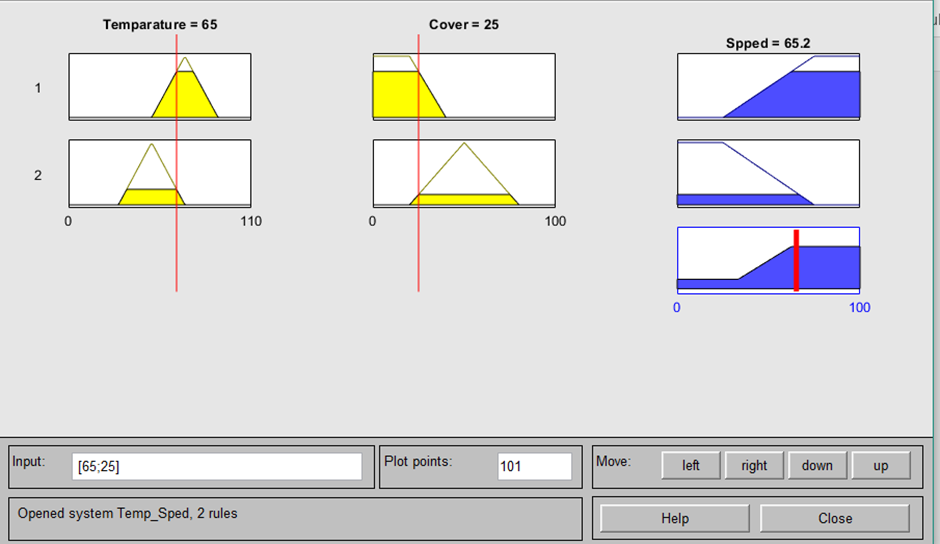 Temparature = 65
Cover = 25
Spped = 65.2
1
2
0
110
0
100
0
100
Input:
[65;25]
Plot points:
101
Move:
left
right
down
up
Opened system Temp_Sped, 2 rules
Help
Close